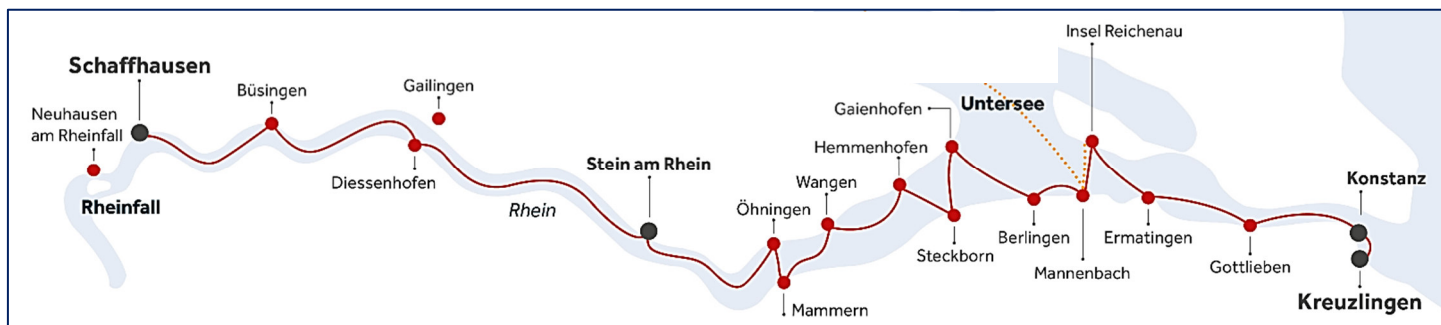 Schaffhausen
Neuhausen
am Rheinfall
Rheinfall
Büsingen
Gailingen
Diessenhofen
Rhein
Stein am Rhein
Öhningen
Mammern
Wangen
Hemmenhofen
Gaienhofen
Steckborn
Untersee
Berlingen
Mannenbach
Insel Reichenau
Ermatingen
Gottlieben
Konstanz
Kreuzlingen